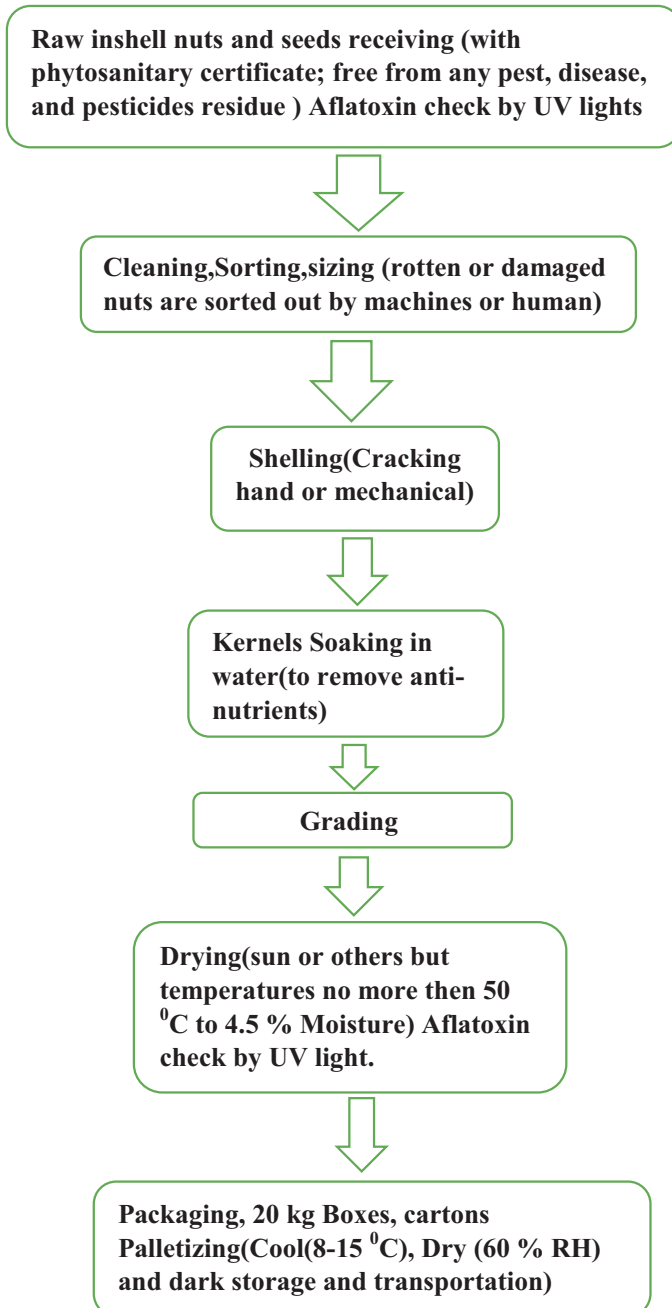 Raw inshell nuts and seeds receiving (with
phytosanitary certificate; free from any pest, disease,
and pesticides residue ) Aflatoxin check by UV lights
Cleaning,Sorting,sizing (rotten or damaged
nuts are sorted out by machines or human)
Shelling(Cracking
hand or mechanical)
Kernels Soaking in
water(to remove anti-
nutrients)
Grading
Drying(sun or others but
temperatures no more then 50
⁰C to 4.5 % Moisture) Aflatoxin
check by UV light.
Packaging, 20 kg Boxes, cartons
Palletizing(Cool(8-15 ⁰C), Dry (60 % RH)
and dark storage and transportation)